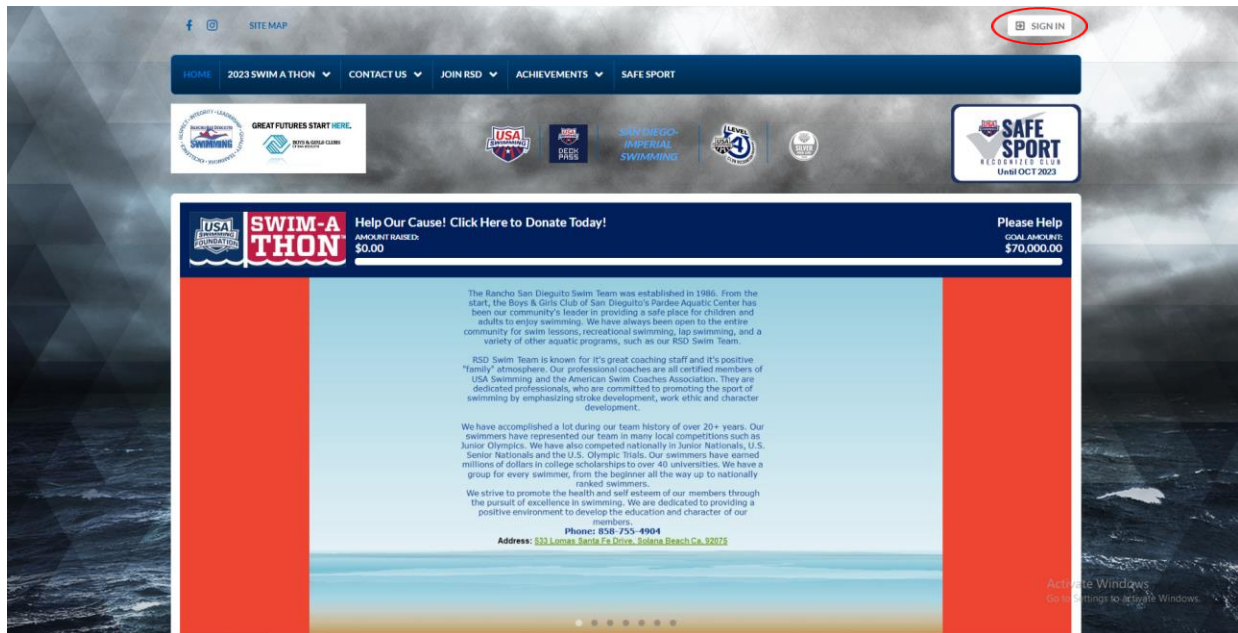 SITE MAP
SIGN IN
HOME
2023 SWIM A THON
CONTACT US
JOIN RSD
ACHIEVEMENTS
SAFE SPORT
SWIMMING
GREAT FUTURES START HERE.
BOYS & GIRLS CLUBS
USA
SWIMMING
DECK
PASS
SAN DIEGO-
IMPERIAL
SWIMMING
LEVEL
4
SILVER
SAFE
SPORT
RECOGNIZED CLUB
Until OCT 2023
USA
SWIMMING
FOUNDATION
SWIM-A
THON
Help Our Cause! Click Here to Donate Today!
AMOUNT RAISED:
$0.00
Please Help
GOAL AMOUNT:
$70,000.00
The Rancho San Dieguito Swim Team was established in 1986. From the
start, the Boys & Girls Club of San Dieguito's Pardee Aquatic Center has
been our community's leader in providing a safe place for children and
adults to enjoy swimming. We have always been open to the entire
community for swim lessons, recreational swimming, lap swimming, and a
variety of other aquatic programs, such as our RSD Swim Team.
RSD Swim Team is known for it's great coaching staff and it's positive
"family" atmosphere. Our professional coaches are all certified members of
USA Swimming and the American Swim Coaches Association. They are
dedicated professionals, who are committed to promoting the sport of
swimming by emphasizing stroke development, work ethic and character
development.
We have accomplished a lot during our team history of over 20+ years. Our
swimmers have represented our team in many local competitions such as
Junior Olympics. We have also competed nationally in Junior Nationals, U.S.
Senior Nationals and the U.S. Olympic Trials. Our swimmers have earned
millions of dollars in college scholarships to over 40 universities. We have a
group for every swimmer, from the beginner all the way up to nationally
ranked swimmers.
We strive to promote the health and self esteem of our members through
the pursuit of excellence in swimming. We are dedicated to providing a
positive environment to develop the education and character of our
members.
Phone: 858-755-4904
Address: 533 Lomas Santa Fe Drive, Solana Beach Ca, 92075
Activate Windows
Go to Settings to activate Windows.